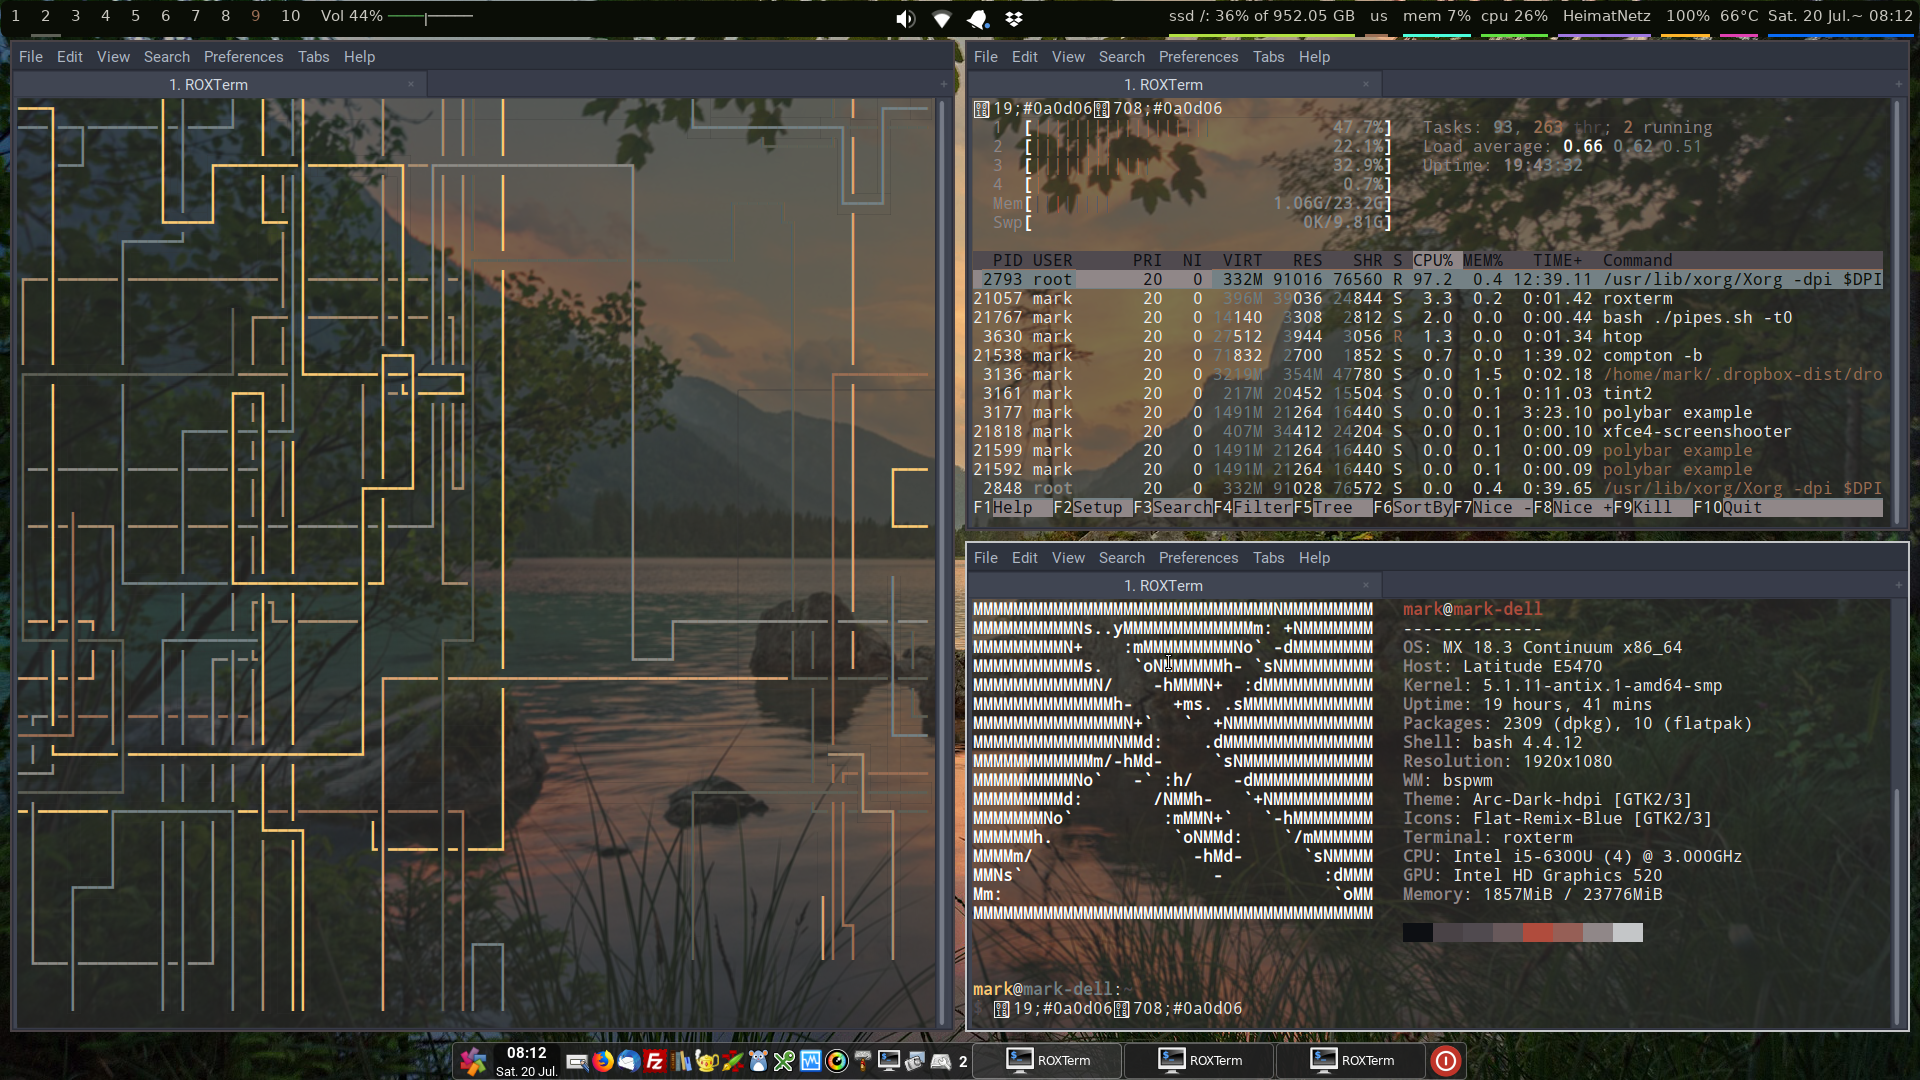 1 2 3 4 5 6 7 8 9 10 Vol 44%
ssd /: 36% of 952.05 GB us mem 7% cpu 26% HeimatNetz 100% 66°C Sat. 20 Jul.~ 08:12
File Edit View Search Preferences Tabs Help
1. ROXTerm
File Edit View Search Preferences Tabs Help
1. ROXTerm
19;#0a0d06 708;#0a0d06
1 [ 47.7%] Tasks: 93, 263 thr; 2 running
2 [ 22.1%] Load average: 0.66 0.62 0.51
3 [ 32.9%] Uptime: 19:43:32
4 [ 0.7%]
Mem[ 1.06G/23.2G]
Swp[ 0K/9.81G]
PID USER PRI NI VIRT RES SHR S CPU% MEM% TIME+ Command
2793 root 20 0 332M 91016 76560 R 97.2 0.4 12:39.11 /usr/lib/xorg/Xorg -dpi $DPI
21057 mark 20 0 396M 39036 24844 S 3.3 0.2 0:01.42 roxterm
21767 mark 20 0 14140 3308 2812 S 2.0 0.0 0:00.44 bash ./pipes.sh -t0
3630 mark 20 0 27512 3944 3056 R 1.3 0.0 0:01.34 htop
21538 mark 20 0 71832 2700 1852 S 0.7 0.0 1:39.02 compton -b
3136 mark 20 0 3219M 354M 47780 S 0.0 1.5 0:02.18 /home/mark/.dropbox-dist/dro
3161 mark 20 0 217M 20452 15504 S 0.0 0.1 0:11.03 tint2
3177 mark 20 0 1491M 21264 16440 S 0.0 0.1 3:23.10 polybar example
21818 mark 20 0 407M 34412 24204 S 0.0 0.1 0:00.10 xfce4-screenshooter
21599 mark 20 0 1491M 21264 16440 S 0.0 0.1 0:00.09 polybar example
21592 mark 20 0 1491M 21264 16440 S 0.0 0.1 0:00.09 polybar example
2848 root 20 0 332M 91028 76572 S 0.0 0.4 0:39.65 /usr/lib/xorg/Xorg -dpi $DPI
F1Help F2Setup F3SearchF4FilterF5Tree F6SortByF7Nice -F8Nice +F9Kill F10Quit
File Edit View Search Preferences Tabs Help
1. ROXTerm
mark@mark-dell
--------------
OS: MX 18.3 Continuum x86_64
Host: Latitude E5470
Kernel: 5.1.11-antix.1-amd64-smp
Uptime: 19 hours, 41 mins
Packages: 2309 (dpkg), 10 (flatpak)
Shell: bash 4.4.12
Resolution: 1920x1080
WM: bspwm
Theme: Arc-Dark-hdpi [GTK2/3]
Icons: Flat-Remix-Blue [GTK2/3]
Terminal: roxterm
CPU: Intel i5-6300U (4) @ 3.000GHz
GPU: Intel HD Graphics 520
Memory: 1857MiB / 23776MiB
mark@mark-dell:~
19;#0a0d06 708;#0a0d06
08:12
Sat. 20 Jul.
2 ROXTerm ROXTerm ROXTerm